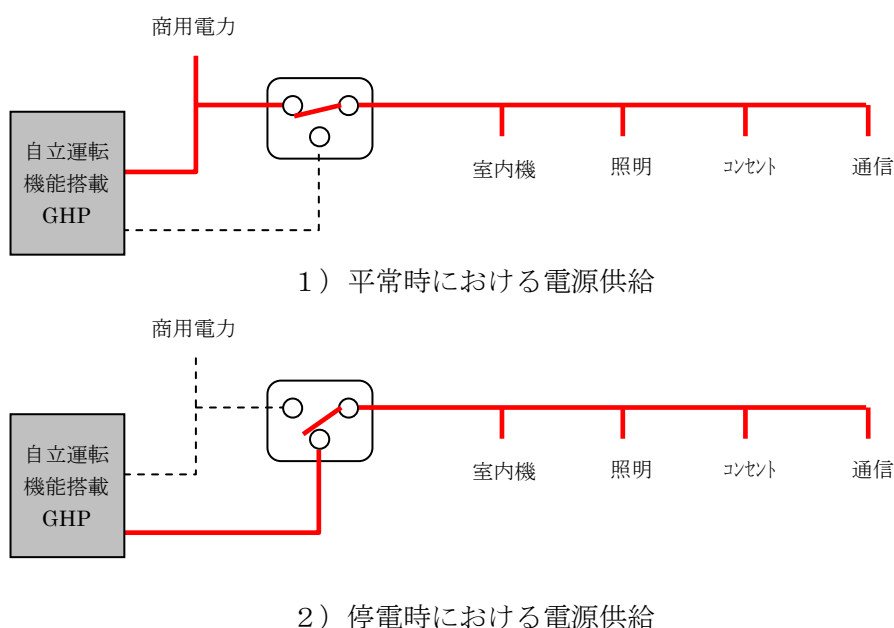 商用電力
自立運転
機能搭載
GHP
室内機
照明
ｺﾝｾﾝﾄ
通信
１）平常時における電源供給
商用電力
自立運転
機能搭載
GHP
室内機
照明
ｺﾝｾﾝﾄ
通信
２）停電時における電源供給